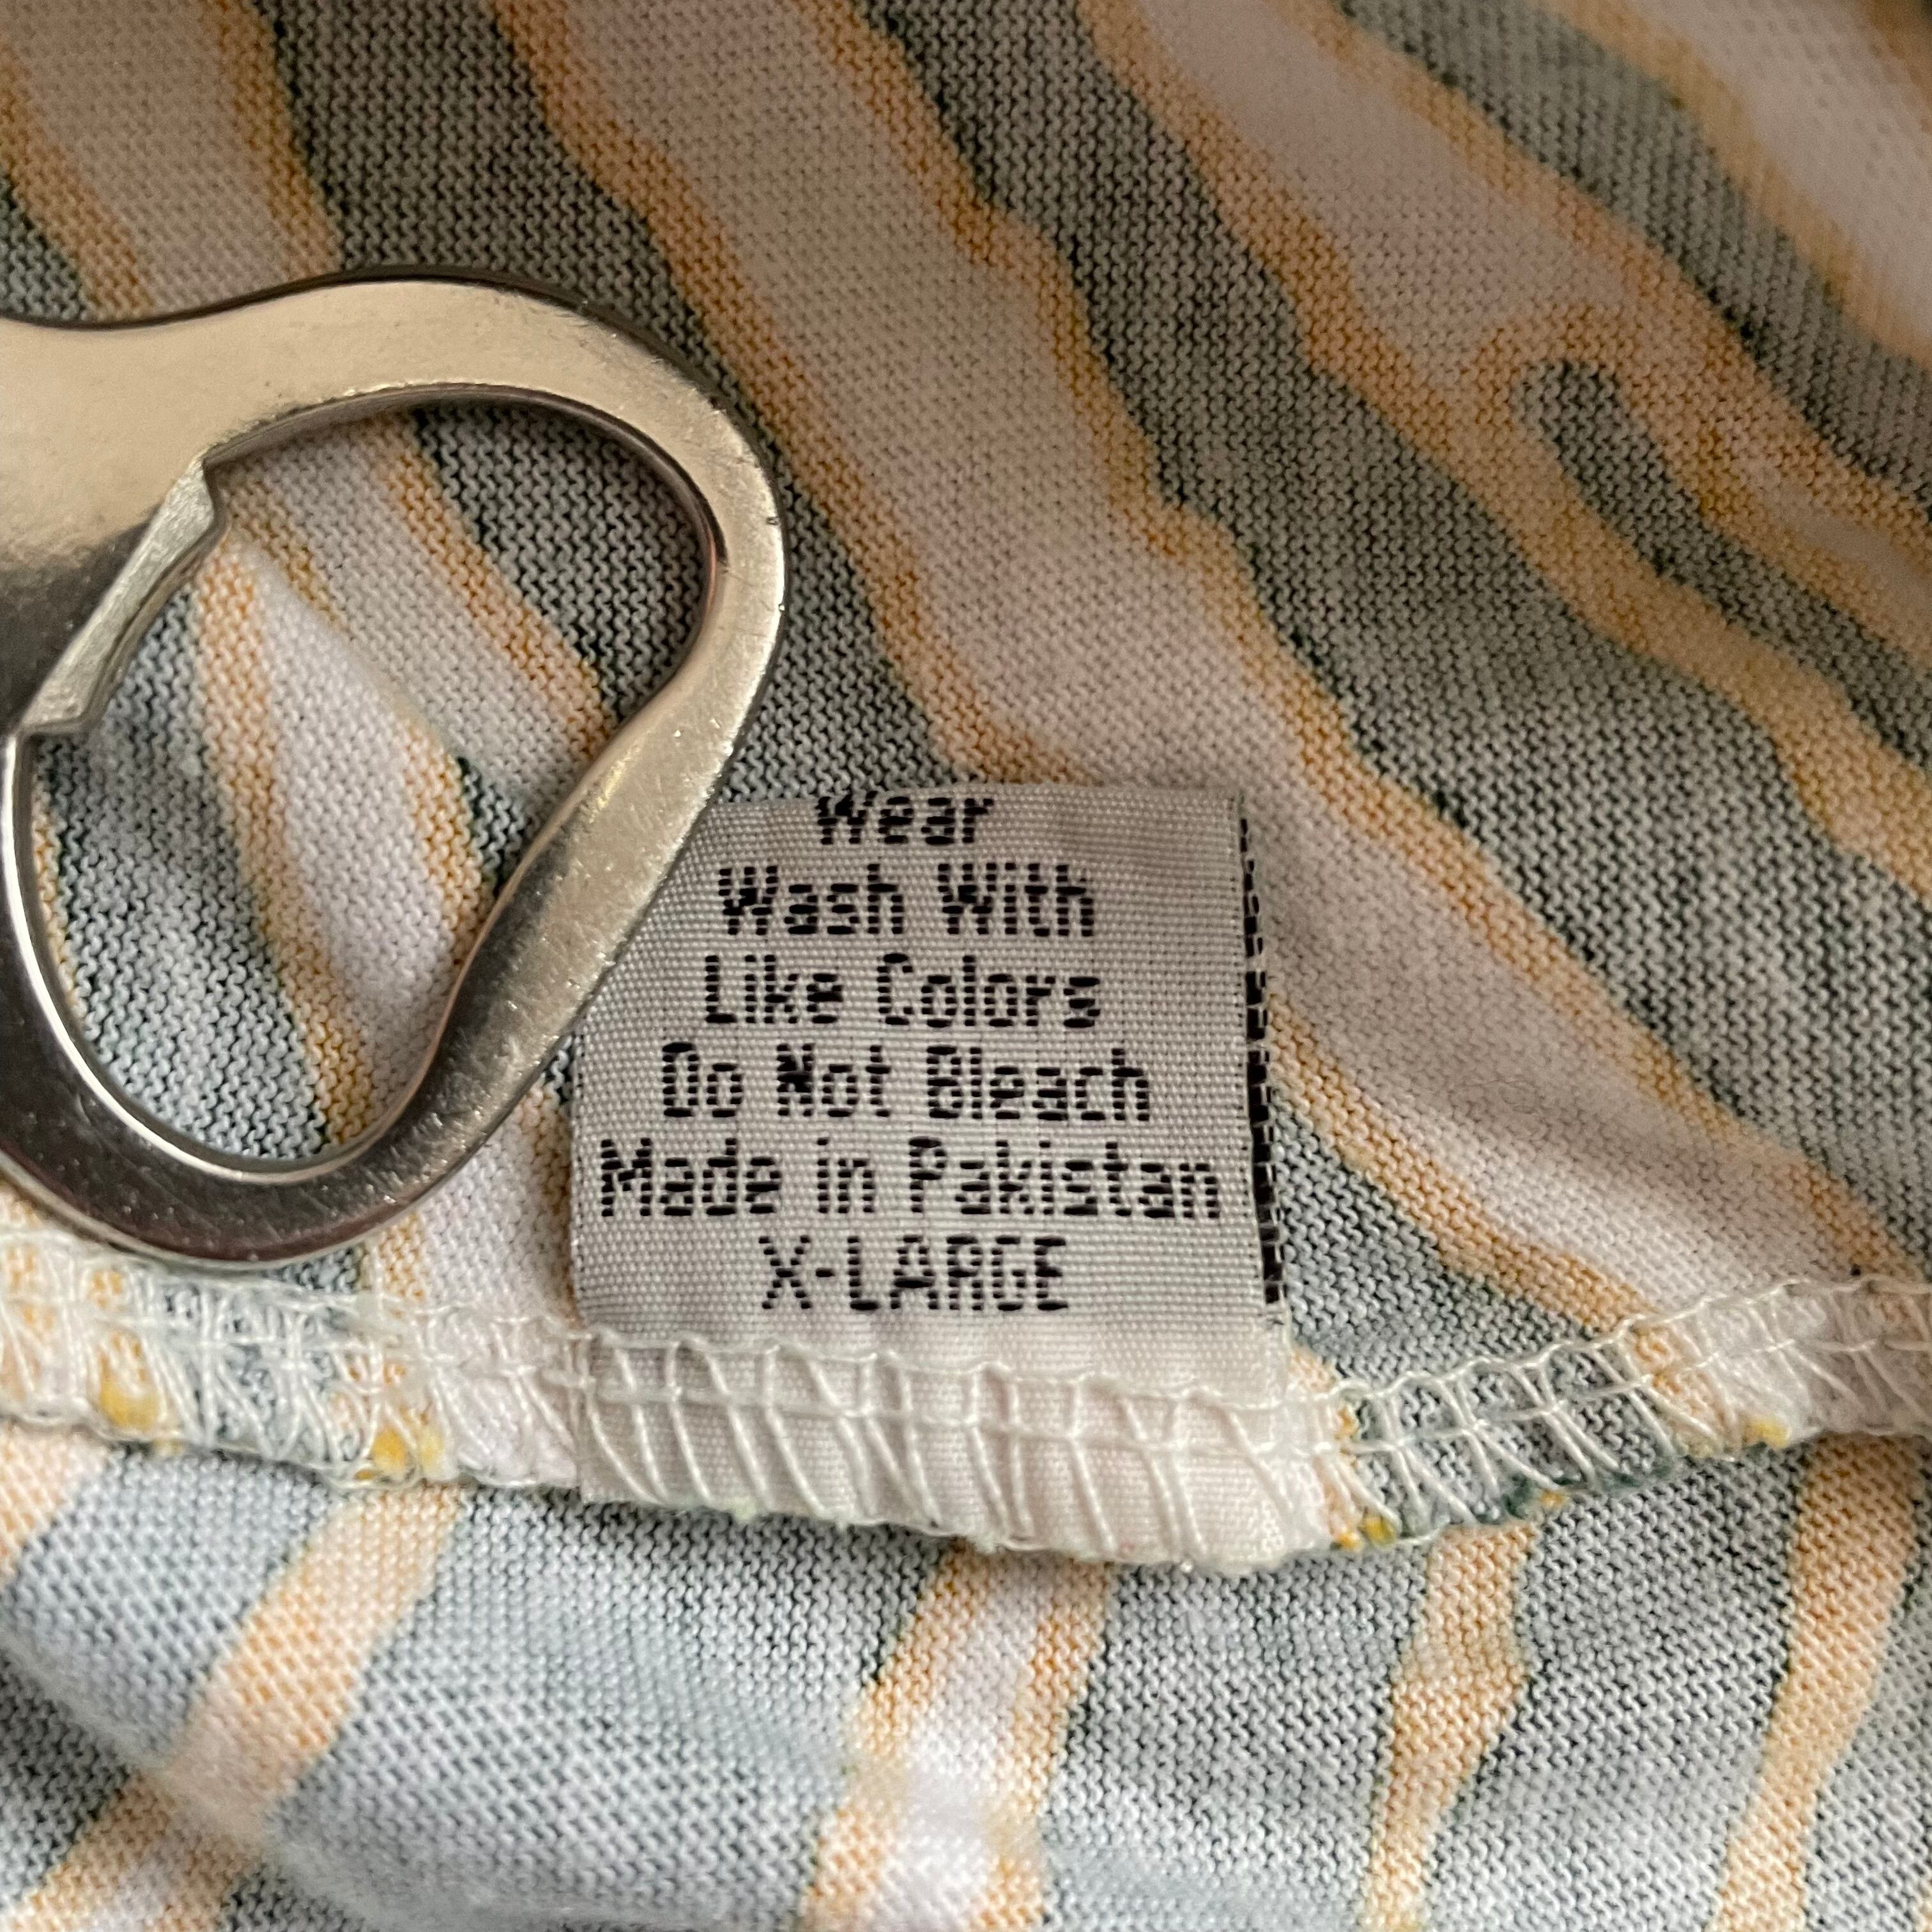 Wear
Wash With
Like Colors
Do Not Bleach
Made in Pakistan
X-LARGE